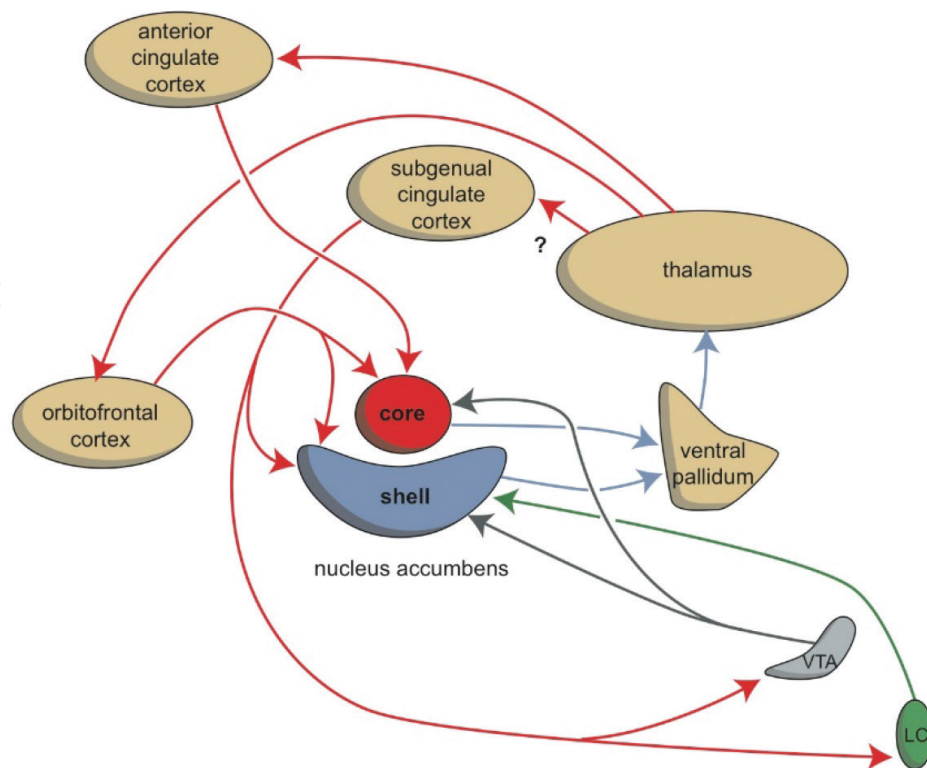 anterior
cingulate
cortex
subgenual
cingulate
cortex
?
thalamus
orbitofrontal
cortex
core
shell
ventral
pallidum
nucleus accumbens
VTA
LC